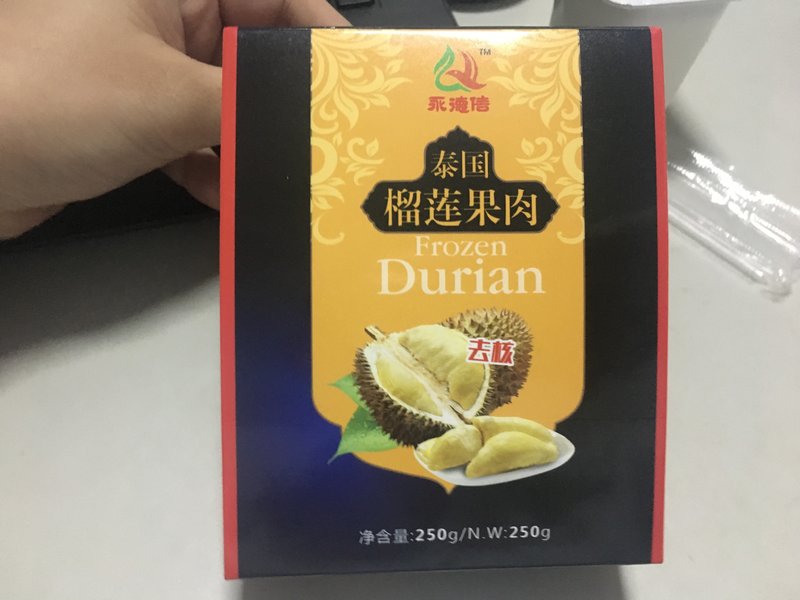 TM
永德信
泰国
榴莲果肉
Frozen
Durian
去核
净含量:250g/N.W:250g